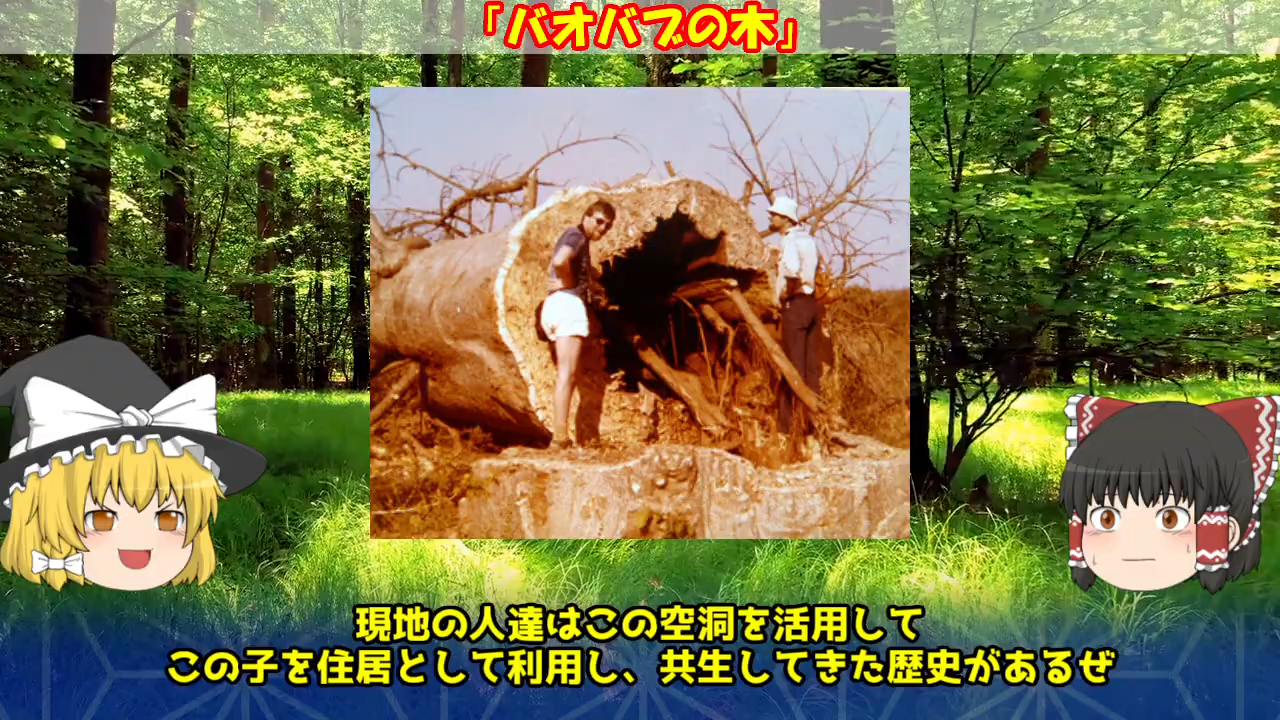 「バオバブの木」
現地の人達はこの空洞を活用して
この子を住居として利用し、共生してきた歴史があるぜ